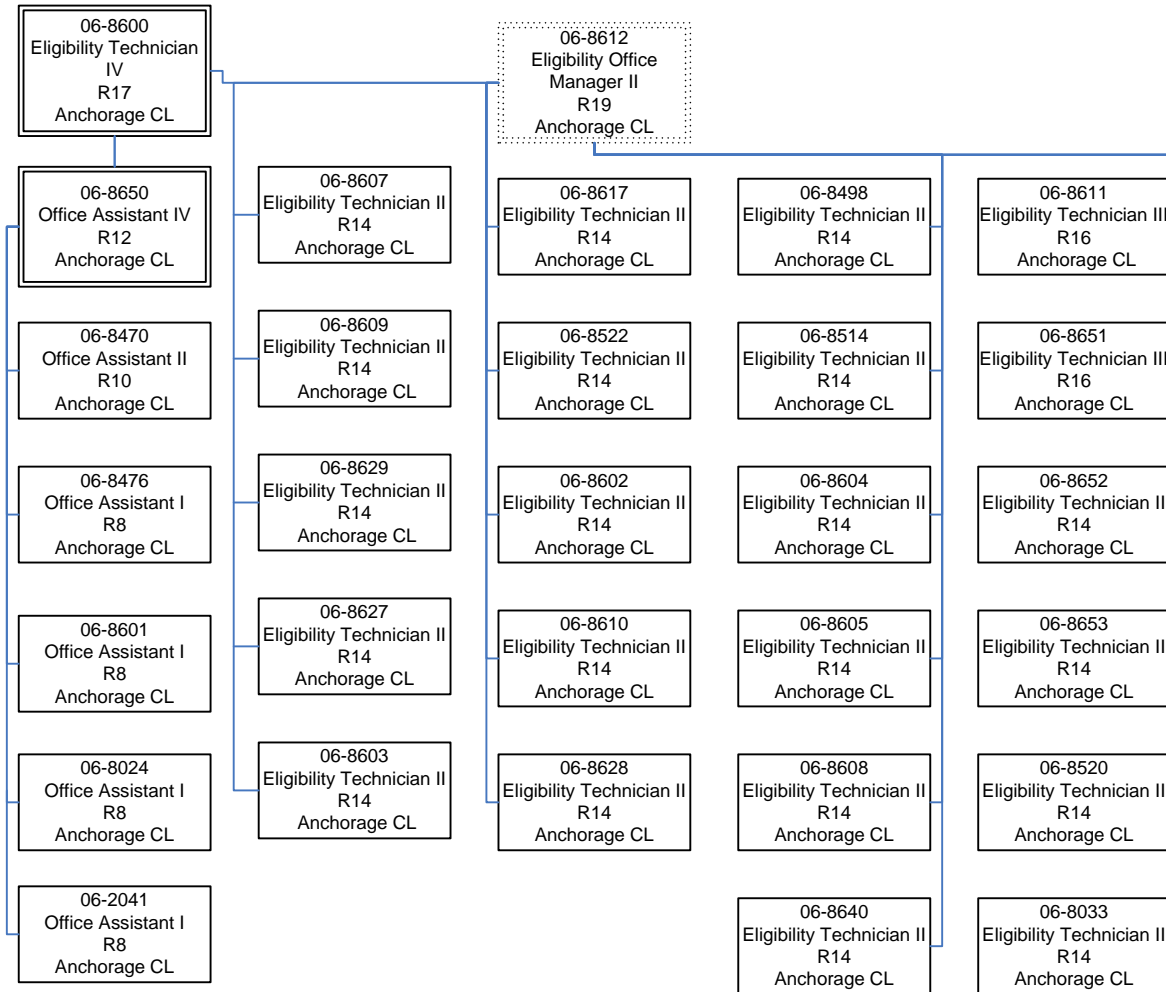 06-8600
Eligibility Technician
IV
R17
Anchorage CL
06-8612
Eligibility Office
Manager II
R19
Anchorage CL
06-8650
Office Assistant IV
R12
Anchorage CL
06-8607
Eligibility Technician II
R14
Anchorage CL
06-8617
Eligibility Technician II
R14
Anchorage CL
06-8498
Eligibility Technician II
R14
Anchorage CL
06-8611
Eligibility Technician III
R16
Anchorage CL
06-8470
Office Assistant II
R10
Anchorage CL
06-8609
Eligibility Technician II
R14
Anchorage CL
06-8522
Eligibility Technician II
R14
Anchorage CL
06-8514
Eligibility Technician II
R14
Anchorage CL
06-8651
Eligibility Technician III
R16
Anchorage CL
06-8476
Office Assistant I
R8
Anchorage CL
06-8629
Eligibility Technician II
R14
Anchorage CL
06-8602
Eligibility Technician II
R14
Anchorage CL
06-8604
Eligibility Technician II
R14
Anchorage CL
06-8652
Eligibility Technician II
R14
Anchorage CL
06-8601
Office Assistant I
R8
Anchorage CL
06-8627
Eligibility Technician II
R14
Anchorage CL
06-8610
Eligibility Technician II
R14
Anchorage CL
06-8605
Eligibility Technician II
R14
Anchorage CL
06-8653
Eligibility Technician II
R14
Anchorage CL
06-8024
Office Assistant I
R8
Anchorage CL
06-8603
Eligibility Technician II
R14
Anchorage CL
06-8628
Eligibility Technician II
R14
Anchorage CL
06-8608
Eligibility Technician II
R14
Anchorage CL
06-8520
Eligibility Technician II
R14
Anchorage CL
06-2041
Office Assistant I
R8
Anchorage CL
06-8640
Eligibility Technician II
R14
Anchorage CL
06-8033
Eligibility Technician II
R14
Anchorage CL